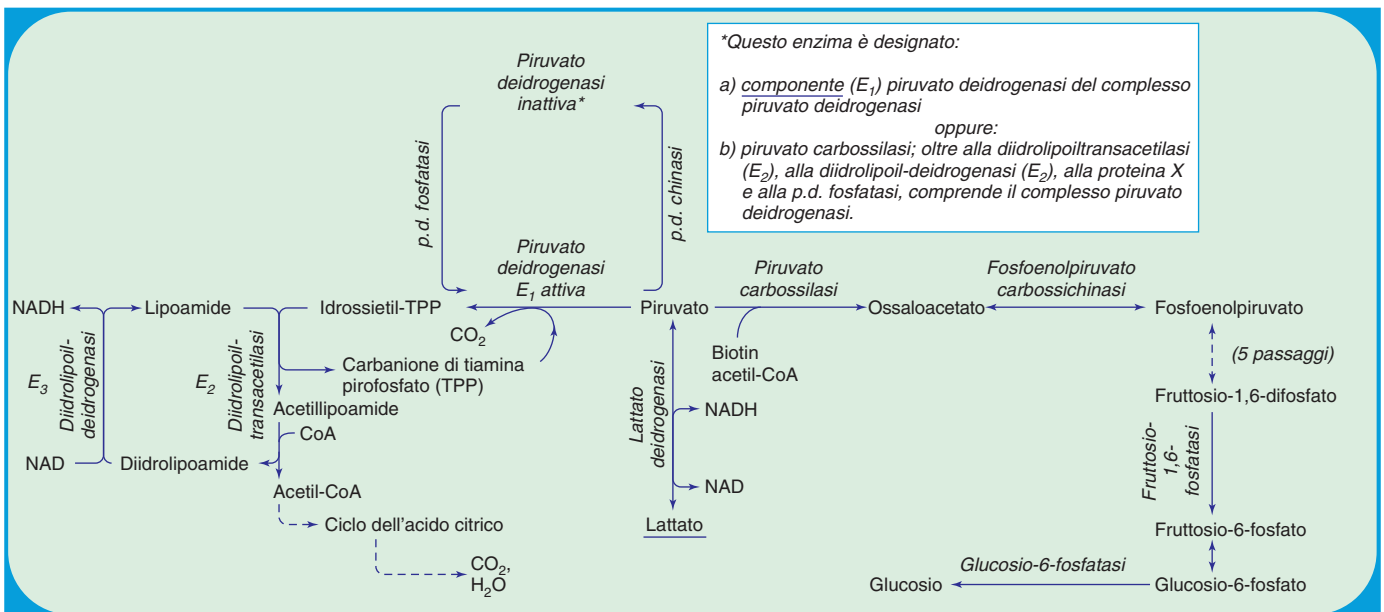 *Questo enzima è designato:
a) componente (E1) piruvato deidrogenasi del complesso
piruvato deidrogenasi
oppure:
b) piruvato carbossilasi; oltre alla diidrolipoiltransacetilasi
(E2), alla diidrolipoil-deidrogenasi (E2), alla proteina X
e alla p.d. fosfatasi, comprende il complesso piruvato
deidrogenasi.
Piruvato
deidrogenasi
inattiva*
p.d. fosfatasi
p.d. chinasi
Piruvato
deidrogenasi
E1 attiva
Piruvato
carbossilasi
Fosfoenolpiruvato
carbossichinasi
NADH
Lipoamide
Idrossietil-TPP
Piruvato
Ossaloacetato
Fosfoenolpiruvato
CO2
Biotin
acetil-CoA
(5 passaggi)
E3
Diidrolipoil-
deidrogenasi
E2
Diidrolipoil-
transacetilasi
Carbanione di tiamina
pirofosfato (TPP)
Lattato
deidrogenasi
Acetillipoamide
NADH
Fruttosio-1,6-difosfato
CoA
NAD
Diidrolipoamide
Fruttosio-
1,6-
fosfatasi
Acetil-CoA
NAD
Ciclo dell'acido citrico
Lattato
Fruttosio-6-fosfato
CO2,
H2O
Glucosio-6-fosfatasi
Glucosio
Glucosio-6-fosfato